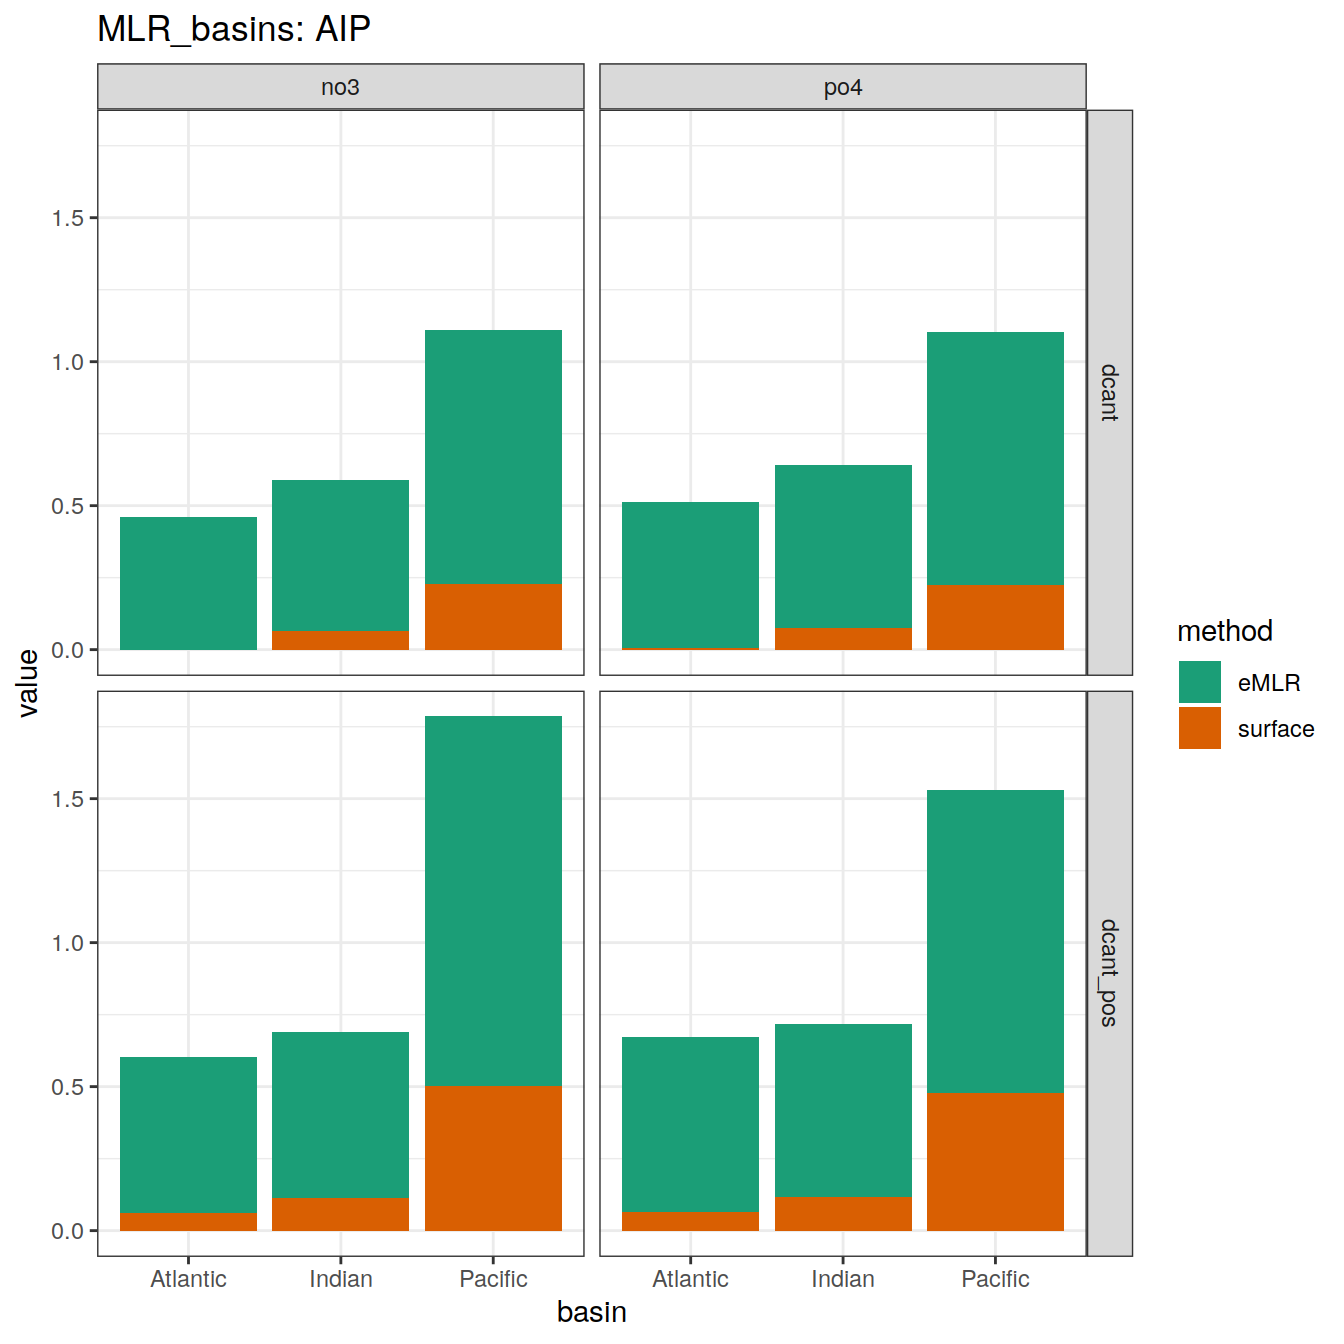 MLR_basins: AIP
no3
po4
1.5
1.0
0.5
0.0
dcant
1.5
1.0
0.5
0.0
dcant_pos
Atlantic
Indian
Pacific
Atlantic
Indian
Pacific
basin
value
method
eMLR
surface